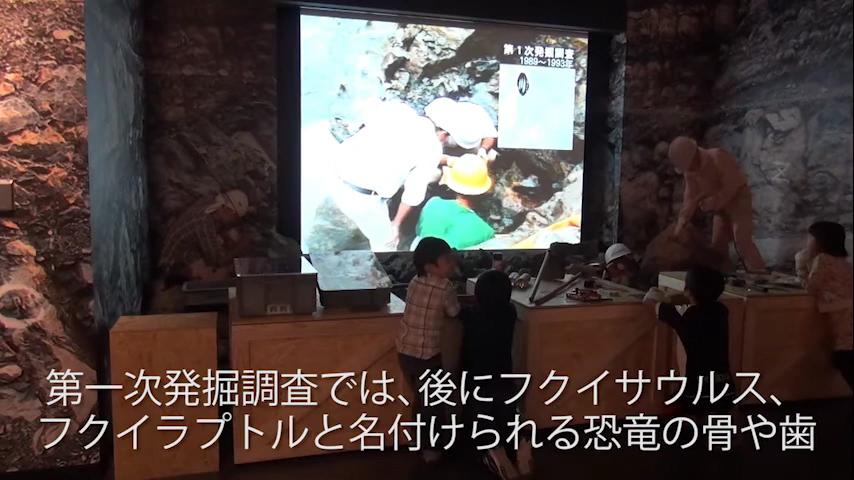 第1次発掘調査
1989～1993年
第一次発掘調査では、後にフクイサウルス、
フクイラプトルと名付けられる恐竜の骨や歯